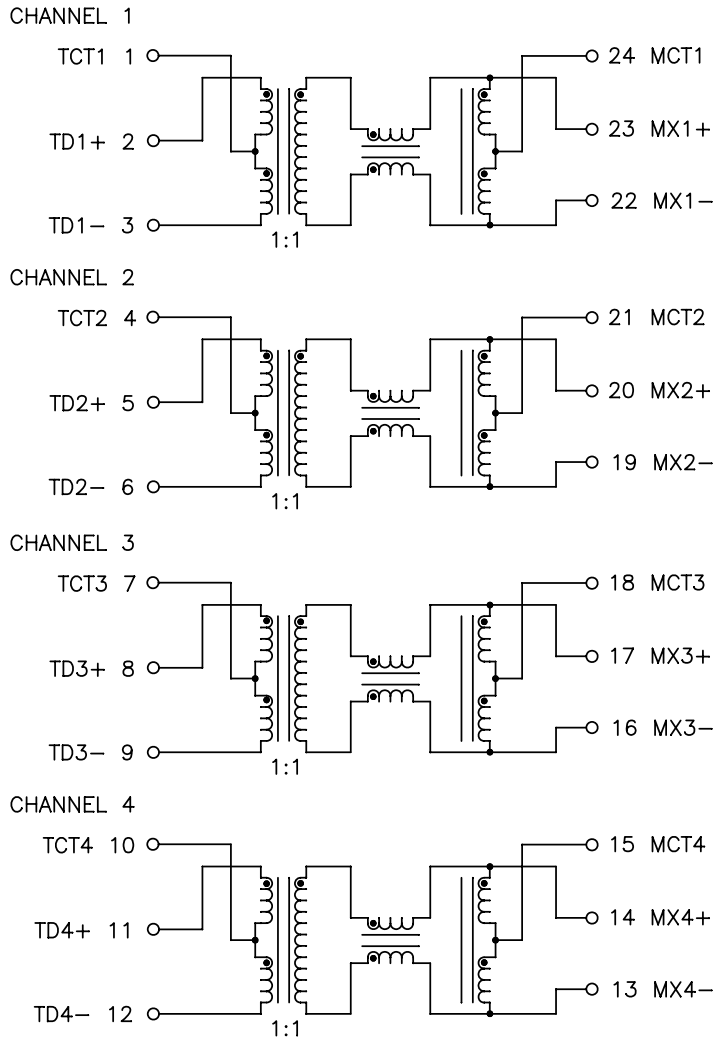 CHANNEL 1
TCT1 1
24 MCT1
TD1+ 2
23 MX1+
TD1− 3
22 MX1−
1:1
CHANNEL 2
TCT2 4
21 MCT2
TD2+ 5
20 MX2+
TD2− 6
19 MX2−
1:1
CHANNEL 3
TCT3 7
18 MCT3
TD3+ 8
17 MX3+
TD3− 9
16 MX3−
1:1
CHANNEL 4
TCT4 10
15 MCT4
TD4+ 11
14 MX4+
TD4− 12
13 MX4−
1:1